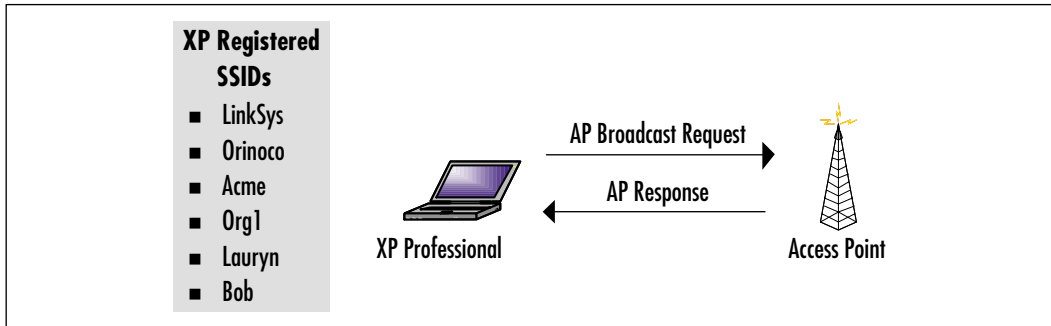 XP Registered
SSIDs
■ LinkSys
■ Orinoco
■ Acme
■ Org1
■ Lauryn
■ Bob
AP Broadcast Request
AP Response
XP Professional
Access Point